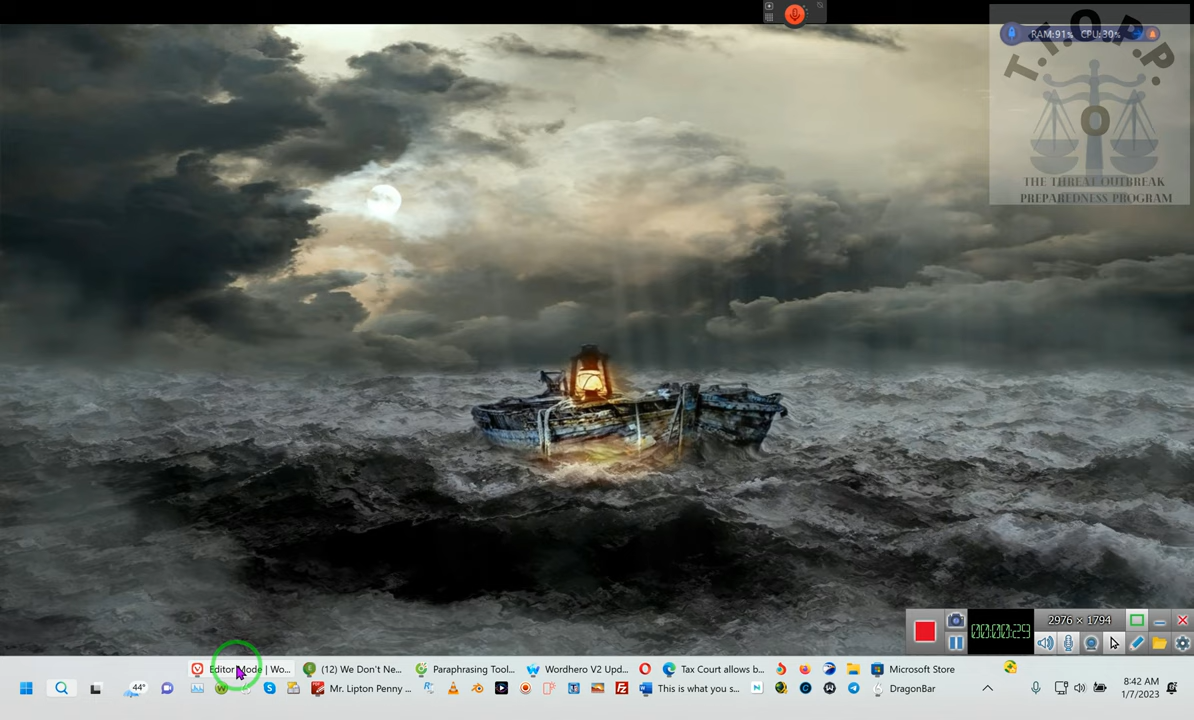 RAM:91% CPU:30%
T.T.O.P.P.
O
THE THREAT OUTBREAK
PREPAREDNESS PROGRAM
2976 × 1794
00:00:29
Editor Mode | Wo...
(12) We Don't Ne...
Paraphrasing Tool...
Wordhero V2 Upd...
Tax Court allows b...
Microsoft Store
44°
Mr. Lipton Penny ...
This is what you s...
DragonBar
8:42 AM
1/7/2023